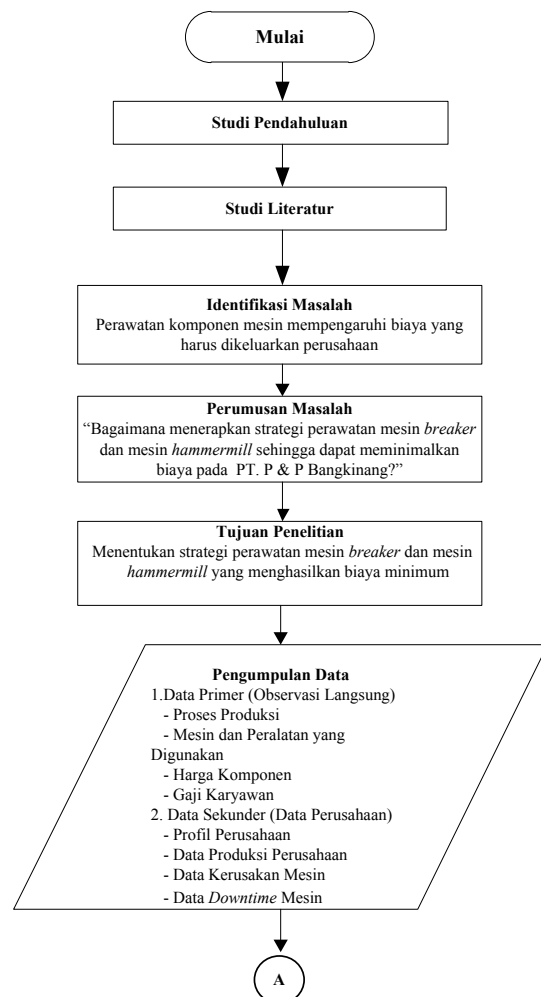 Mulai
Studi Pendahuluan
Studi Literatur
Identifikasi Masalah
Perawatan komponen mesin mempengaruhi biaya yang
harus dikeluarkan perusahaan
Perumusan Masalah
“Bagaimana menerapkan strategi perawatan mesin breaker
dan mesin hammermill sehingga dapat meminimalkan
biaya pada PT. P & P Bangkinang?”
Tujuan Penelitian
Menentukan strategi perawatan mesin breaker dan mesin
hammermill yang menghasilkan biaya minimum
Pengumpulan Data
1.Data Primer (Observasi Langsung)
- Proses Produksi
- Mesin dan Peralatan yang
Digunakan
- Harga Komponen
- Gaji Karyawan
2. Data Sekunder (Data Perusahaan)
- Profil Perusahaan
- Data Produksi Perusahaan
- Data Kerusakan Mesin
- Data Downtime Mesin
A